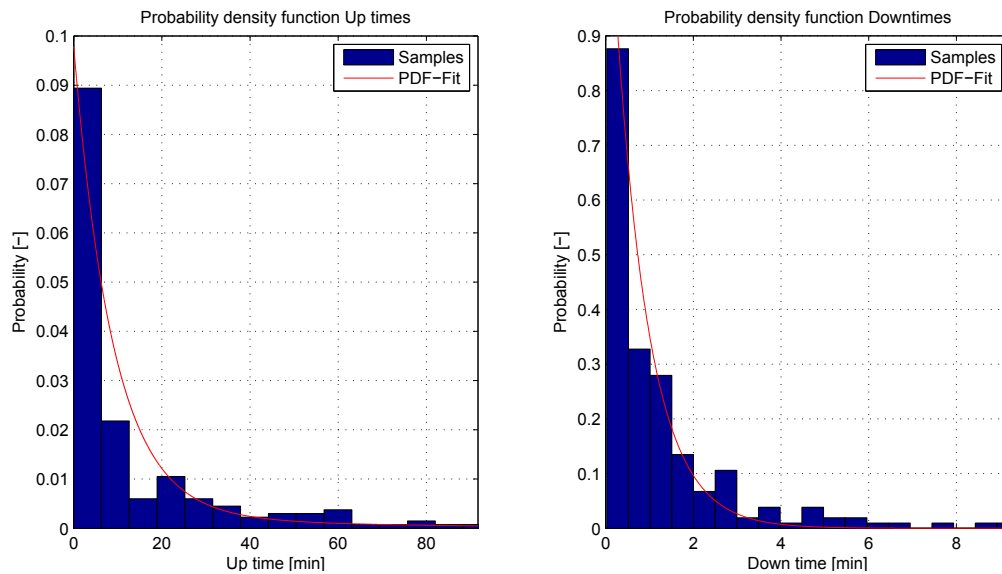 Probability density function Up times
0.1
0.09
0.08
0.07
0.06
0.05
0.04
0.03
0.02
0.01
0
Probability [−]
Samples
PDF−Fit
0 20 40 60 80
Up time [min]
Probability density function Downtimes
0.9
0.8
0.7
0.6
0.5
0.4
0.3
0.2
0.1
0
Probability [−]
Samples
PDF−Fit
0 2 4 6 8
Down time [min]